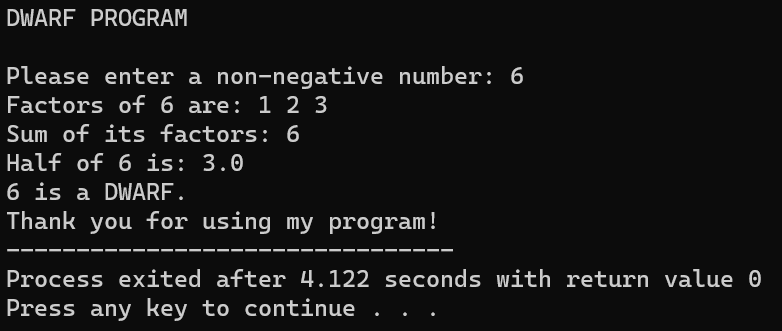 DWARF PROGRAM
Please enter a non-negative number: 6
Factors of 6 are: 1 2 3
Sum of its factors: 6
Half of 6 is: 3.0
6 is a DWARF.
Thank you for using my program!
--------------------------------
Process exited after 4.122 seconds with return value 0
Press any key to continue . . .